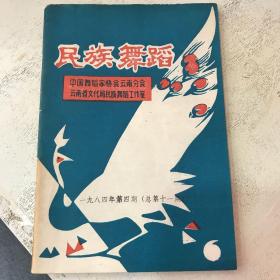 民族舞蹈
中国舞蹈家协会云南分会
云南省文化局民族舞蹈工作室
一九八四年第四期（总第十一